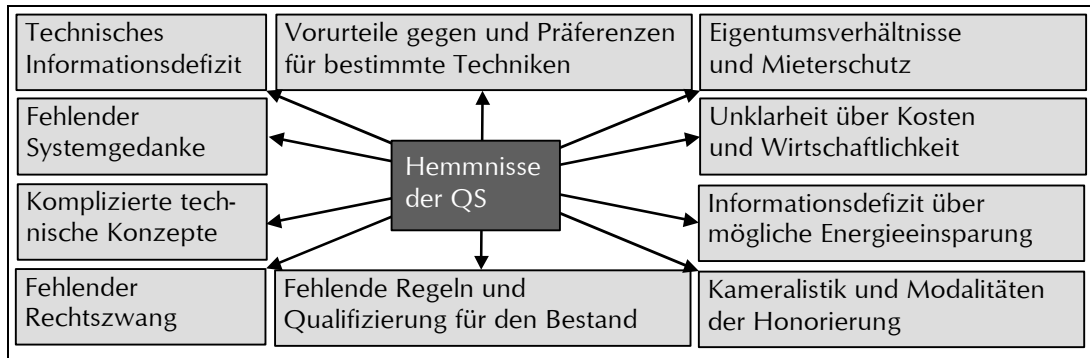 Technisches
Informationsdefizit
Vorurteile gegen und Präferenzen
für bestimmte Techniken
Eigentumsverhältnisse
und Mieterschutz
Fehlender
Systemgedanke
Hemmnisse
der QS
Unklarheit über Kosten
und Wirtschaftlichkeit
Komplizierte tech-
nische Konzepte
Informationsdefizit über
mögliche Energieeinsparung
Fehlender
Rechtszwang
Fehlende Regeln und
Qualifizierung für den Bestand
Kameralistik und Modalitäten
der Honorierung